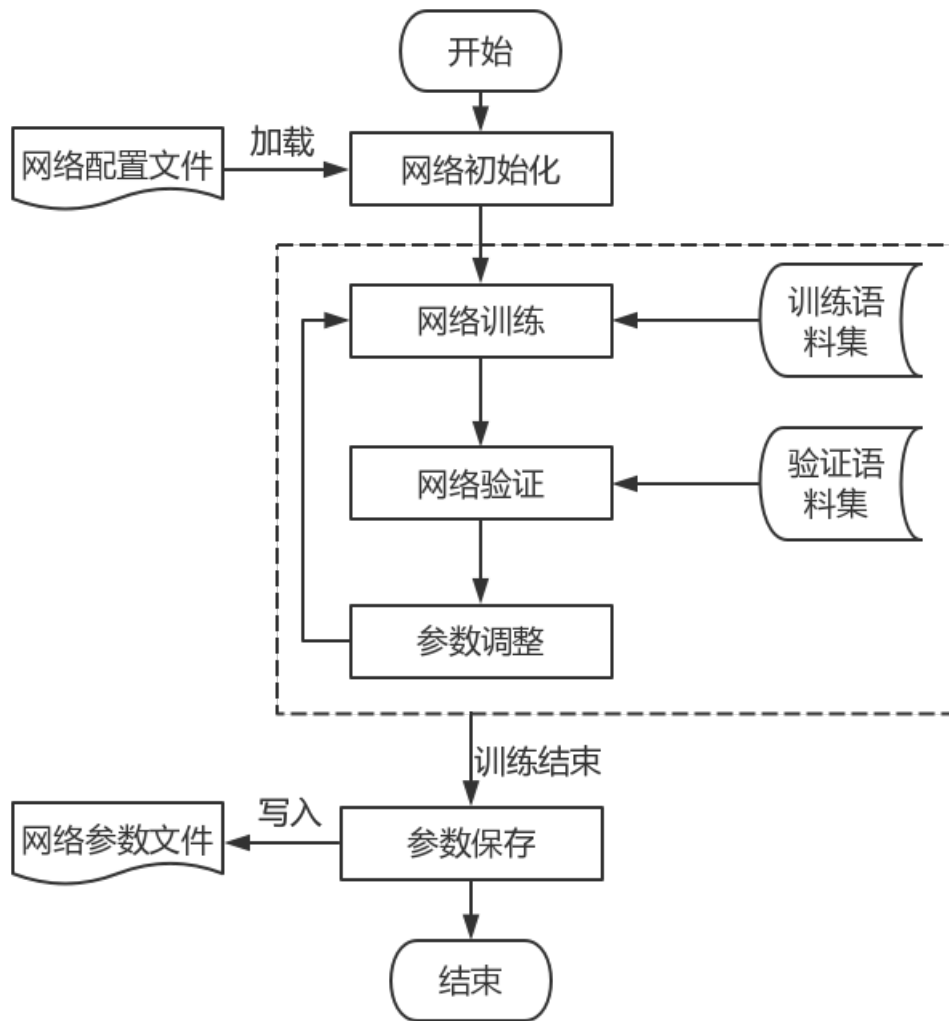 开始
加载
网络配置文件
网络初始化
网络训练
训练语
料集
网络验证
验证语
料集
参数调整
训练结束
写入
网络参数文件
参数保存
结束